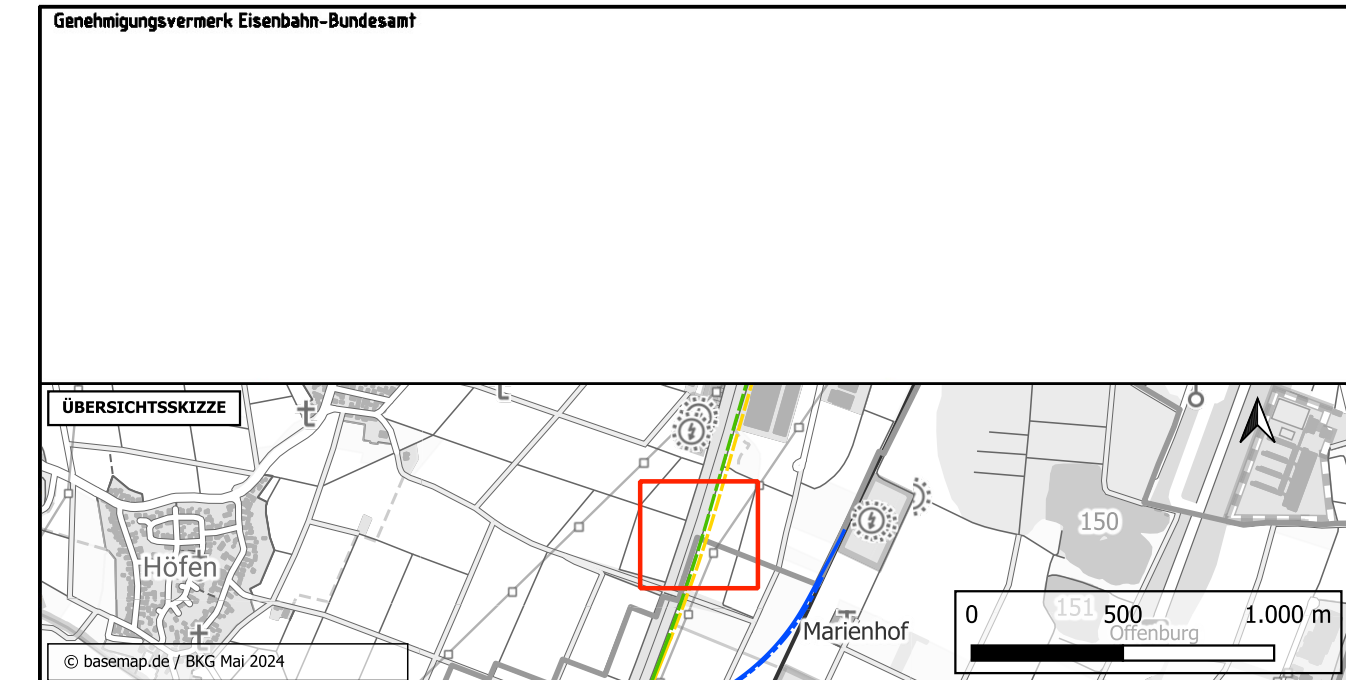 Genehmigungsvermerk Eisenbahn-Bundesamt
ÜBERSICHTSSKIZZE
150
Höfen
0 151 500 1.000 m
Offenburg
Marienhof
© basemap.de / BKG Mai 2024